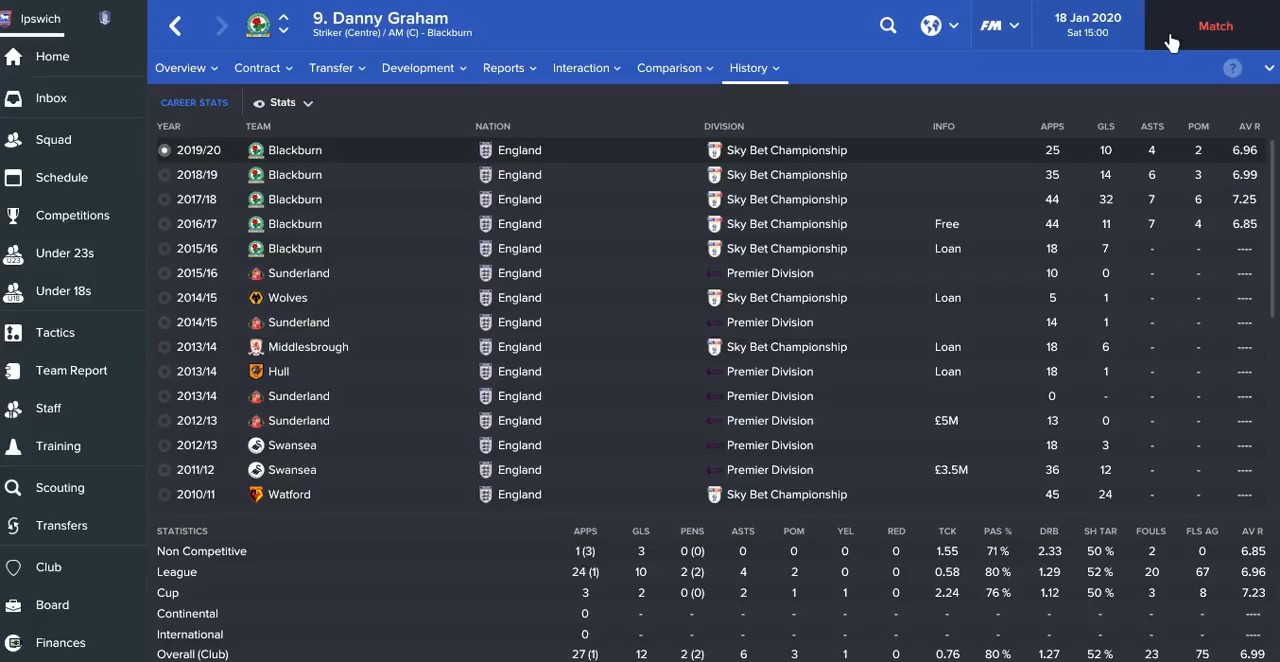 Ipswich
9. Danny Graham
Striker (Centre) / AM (C) - Blackburn
FM
18 Jan 2020
Sat 15:00
Match
Home
Inbox
Squad
Schedule
Competitions
U23
Under 23s
U18
Under 18s
Tactics
Team Report
Staff
Training
Scouting
Transfers
Club
Board
Finances
Overview Contract Transfer Development Reports Interaction Comparison History ?
CAREER STATS Stats
YEAR TEAM NATION DIVISION INFO APPS GLS ASTS POM AV R
2019/20 Blackburn England Sky Bet Championship 25 10 4 2 6.96
2018/19 Blackburn England Sky Bet Championship 35 14 6 3 6.99
2017/18 Blackburn England Sky Bet Championship 44 32 7 6 7.25
2016/17 Blackburn England Sky Bet Championship Free 44 11 7 4 6.85
2015/16 Blackburn England Sky Bet Championship Loan 18 7 - - ----
2015/16 Sunderland England Premier Division 10 0 - - ----
2014/15 Wolves England Sky Bet Championship Loan 5 1 - - ----
2014/15 Sunderland England Premier Division 14 1 - - ----
2013/14 Middlesbrough England Sky Bet Championship Loan 18 6 - - ----
2013/14 Hull England Premier Division Loan 18 1 - - ----
2013/14 Sunderland England Premier Division 0 - - - ----
2012/13 Sunderland England Premier Division £5M 13 0 - - ----
2012/13 Swansea England Premier Division 18 3 - - ----
2011/12 Swansea England Premier Division £3.5M 36 12 - - ----
2010/11 Watford England Sky Bet Championship 45 24 - - ----
STATISTICS APPS GLS PENS ASTS POM YEL RED TCK PAS % DRB SH TAR FOULS FLS AG AV R
Non Competitive 1 (3) 3 0 (0) 0 0 0 0 1.55 71 % 2.33 50 % 2 0 6.85
League 24 (1) 10 2 (2) 4 2 0 0 0.58 80 % 1.29 52 % 20 67 6.96
Cup 3 2 0 (0) 2 1 1 0 2.24 76 % 1.12 50 % 3 8 7.23
Continental 0 - - - - - - - - - - - - ----
International 0 - - - - - - - - - - - - ----
Overall (Club) 27 (1) 12 2 (2) 6 3 1 0 0.76 80 % 1.27 52 % 23 75 6.99